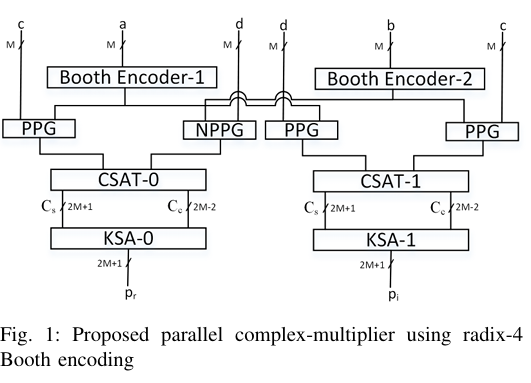 c a d d b c
M M M M M M
Booth Encoder-1 Booth Encoder-2
PPG NPPG PPG PPG
CSAT-0 CSAT-1
Cs 2M+1 Cc 2M-2 Cs 2M+1 Cc 2M-2
KSA-0 KSA-1
2M+1 2M+1
pr pi
Fig. 1: Proposed parallel complex-multiplier using radix-4
Booth encoding